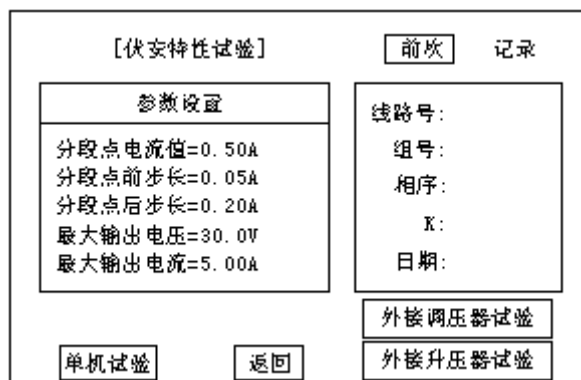 [伏安特性试验] 前次 记录
参数设置
分段点电流值=0.50A
分段点前步长=0.05A
分段点后步长=0.20A
最大输出电压=30.0V
最大输出电流=5.00A
线路号:
组号:
相序:
K:
日期:
外接调压器试验
单机试验 返回 外接升压器试验